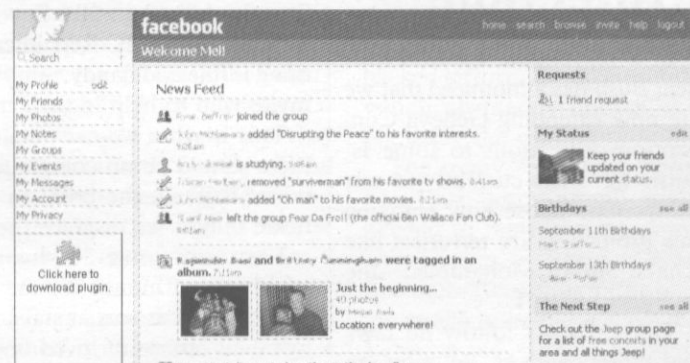 facebook
home search browse invite help logout
Welcome Mel!
Search
My Profile edit
My Friends
My Photos
My Notes
My Groups
My Events
My Messages
My Account
My Privacy
Click here to
download plugin.
News Feed
joined the group
added "Disrupting the Peace" to his favorite interests.
is studying.
removed "surviverman" from his favorite tv shows.
added "Oh man" to his favorite movies.
left the group Fear Da Fro!! (the official Ben Wallace Fan Club).
and Brittney Cunningham were tagged in an
album.
Just the beginning...
40 photos
by
Location: everywhere!
Requests
1 friend request
My Status edit
Keep your friends
updated on your
current status.
Birthdays see all
September 11th Birthdays
September 13th Birthdays
The Next Step see all
Check out the Jeep group page
for a list of free concerts in your
area and all things Jeep!